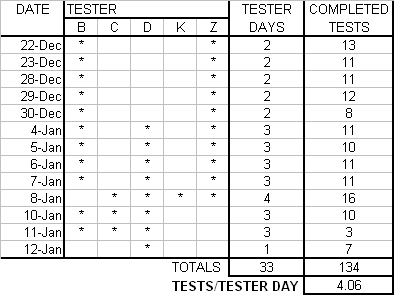 DATE TESTER TESTER COMPLETED
B C D K Z DAYS TESTS
22-Dec * * 2 13
23-Dec * * 2 11
28-Dec * * 2 11
29-Dec * * 2 12
30-Dec * * 2 8
4-Jan * * * 3 11
5-Jan * * * 3 10
6-Jan * * * 3 11
7-Jan * * * 3 11
8-Jan * * * * 4 16
10-Jan * * * 3 10
11-Jan * * * 3 3
12-Jan * 1 7
TOTALS 33 134
TESTS/TESTER DAY 4.06